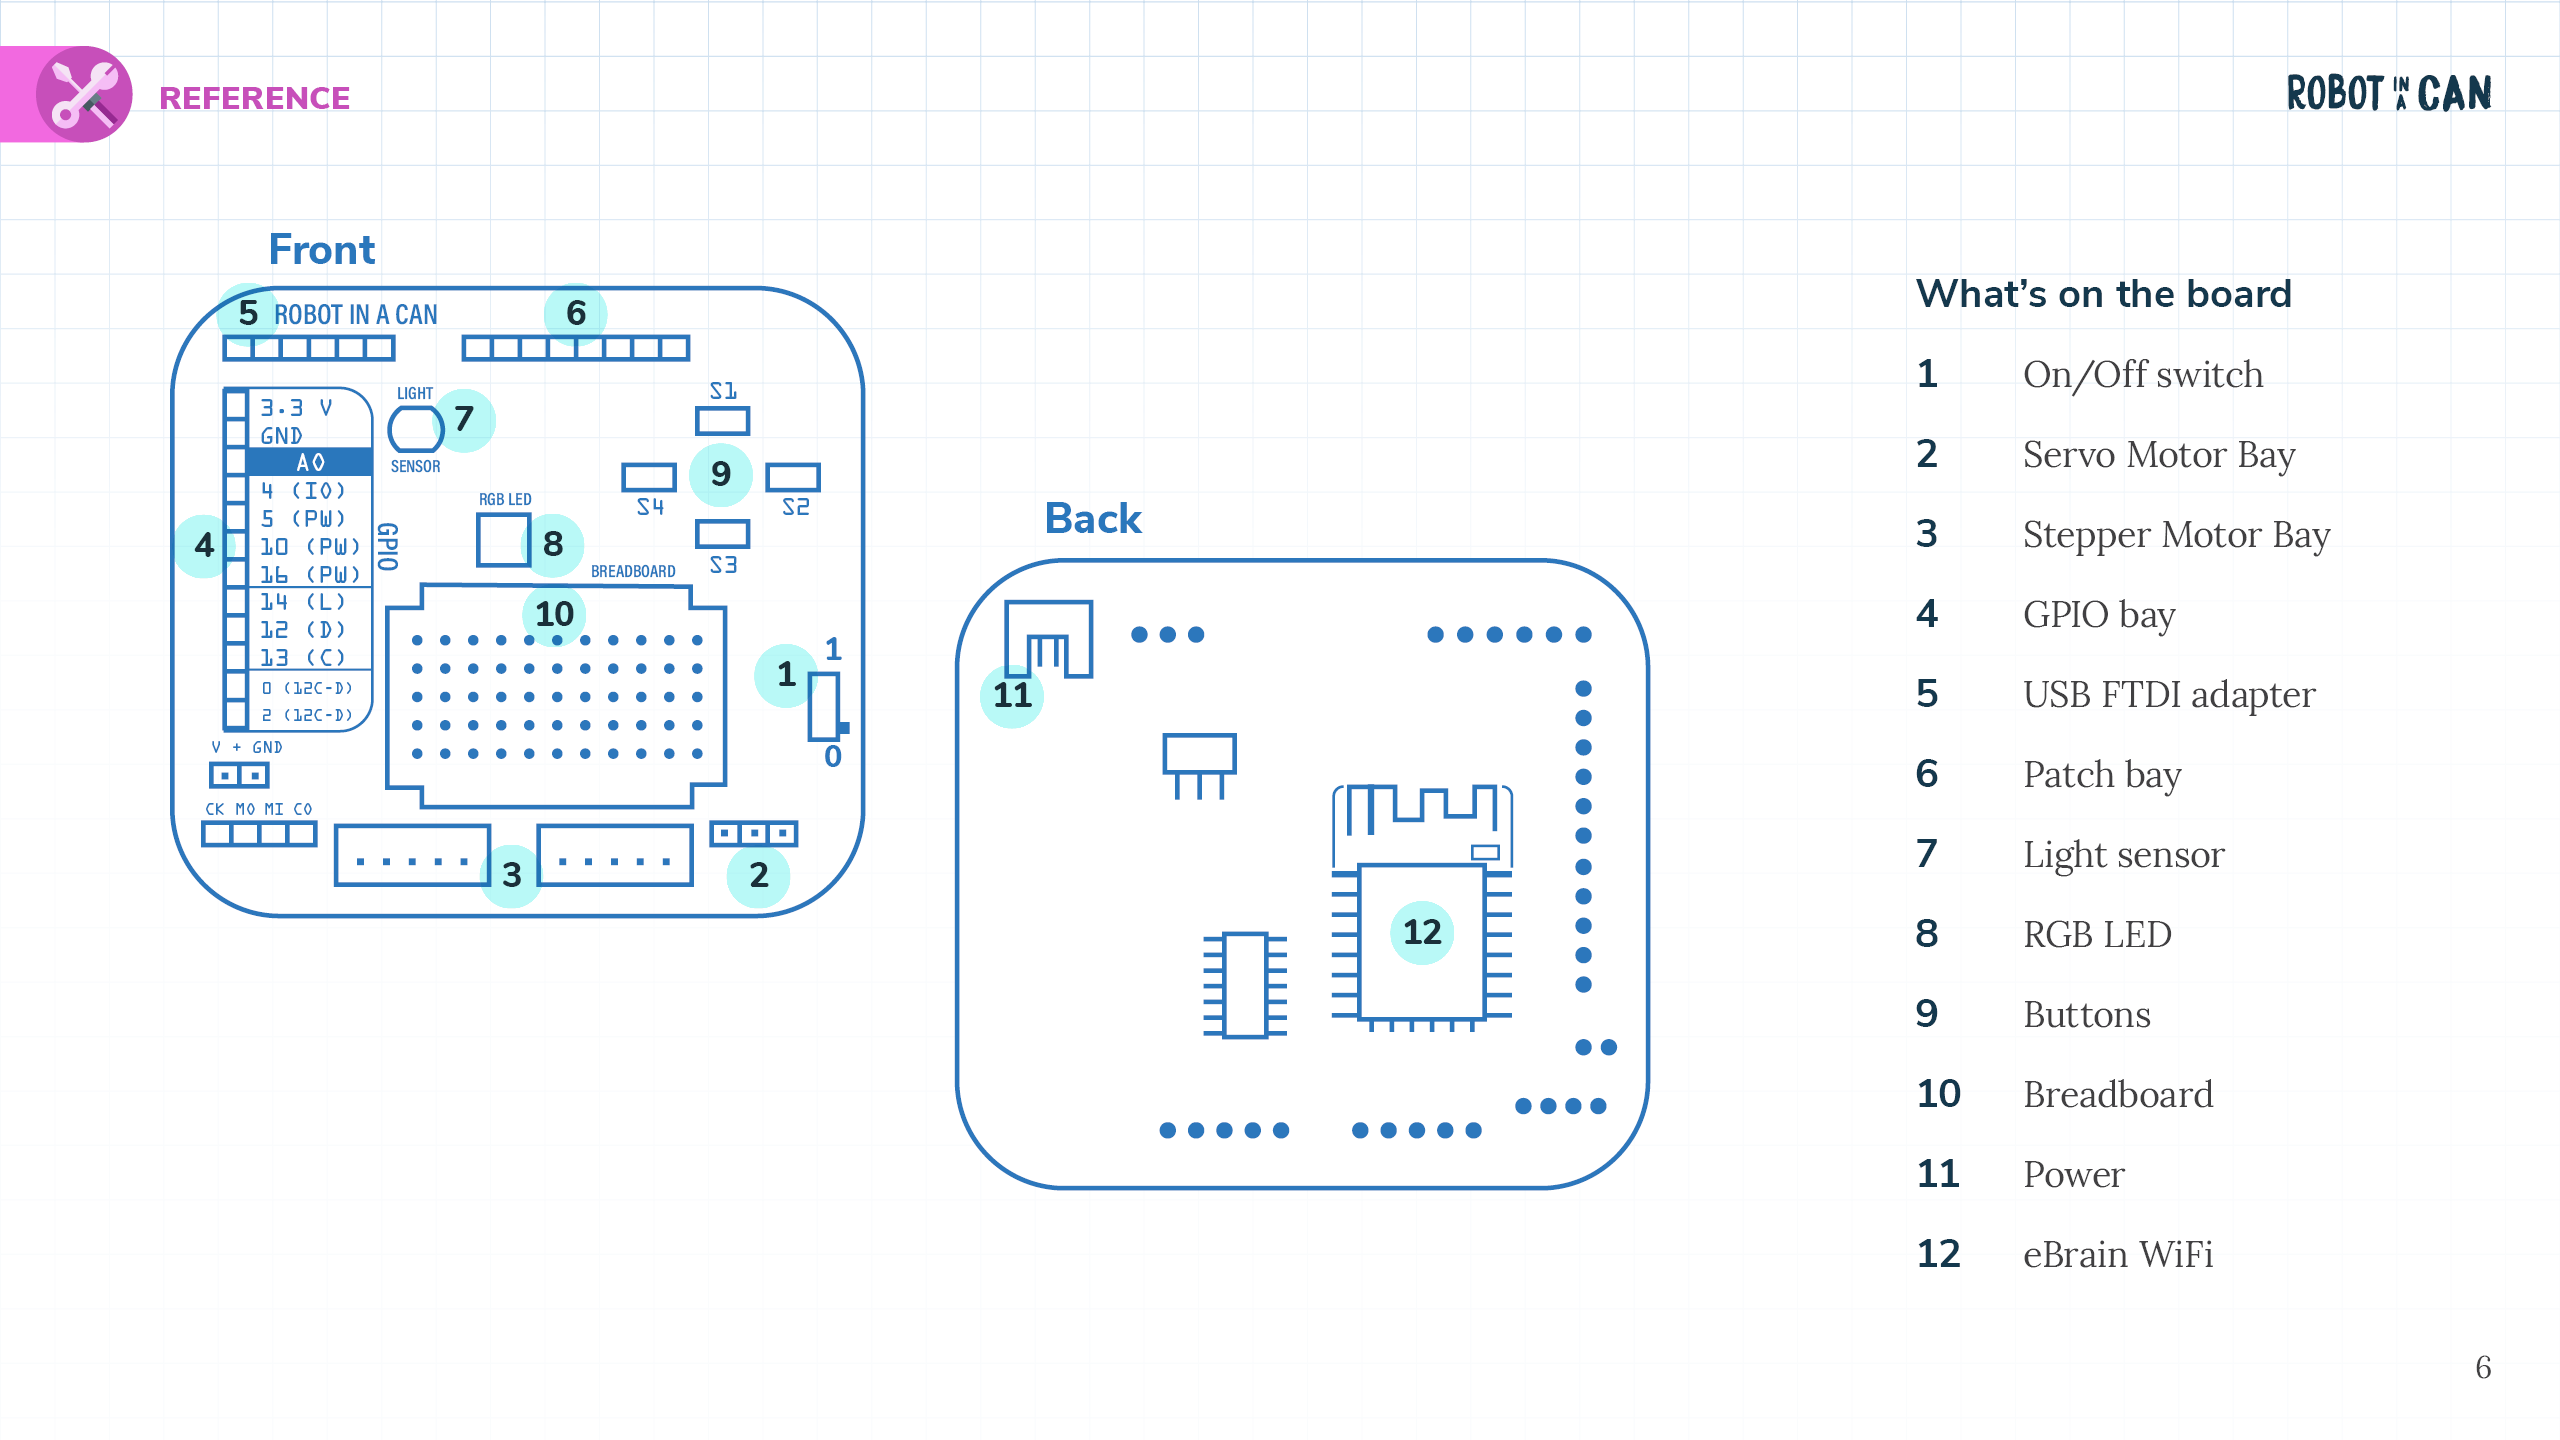 REFERENCE
ROBOT IN A CAN
Front
5 ROBOT IN A CAN
6
3.3 V
GND
A0
4 (IO)
5 (PW)
10 (PW)
16 (PW)
14 (L)
12 (D)
13 (C)
0 (I2C-D)
2 (I2C-D)
GPIO
4
LIGHT
SENSOR
7
S1
S4
9
S2
S3
RGB LED
8
BREADBOARD
10
1
1
0
V + GND
CK MO MI CO
3
2
Back
11
12
What's on the board
1 On/Off switch
2 Servo Motor Bay
3 Stepper Motor Bay
4 GPIO bay
5 USB FTDI adapter
6 Patch bay
7 Light sensor
8 RGB LED
9 Buttons
10 Breadboard
11 Power
12 eBrain WiFi
6